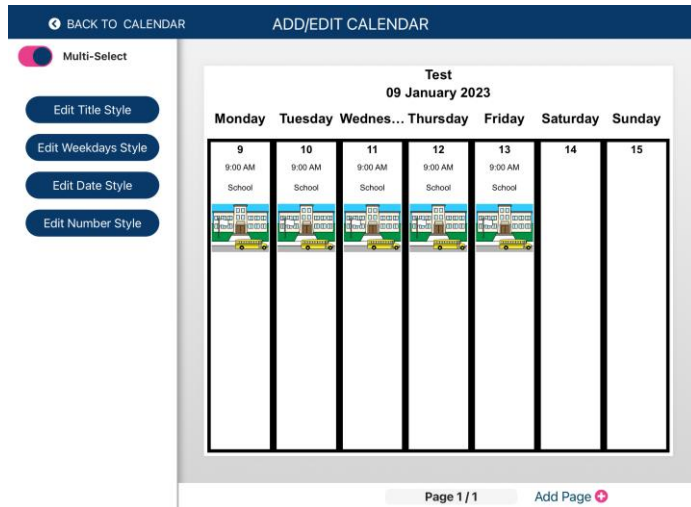 BACK TO CALENDAR ADD/EDIT CALENDAR
Multi-Select
Edit Title Style
Edit Weekdays Style
Edit Date Style
Edit Number Style
Test
09 January 2023
Monday Tuesday Wednes... Thursday Friday Saturday Sunday
9 10 11 12 13 14 15
9:00 AM 9:00 AM 9:00 AM 9:00 AM 9:00 AM
School School School School School
Page 1 / 1 Add Page